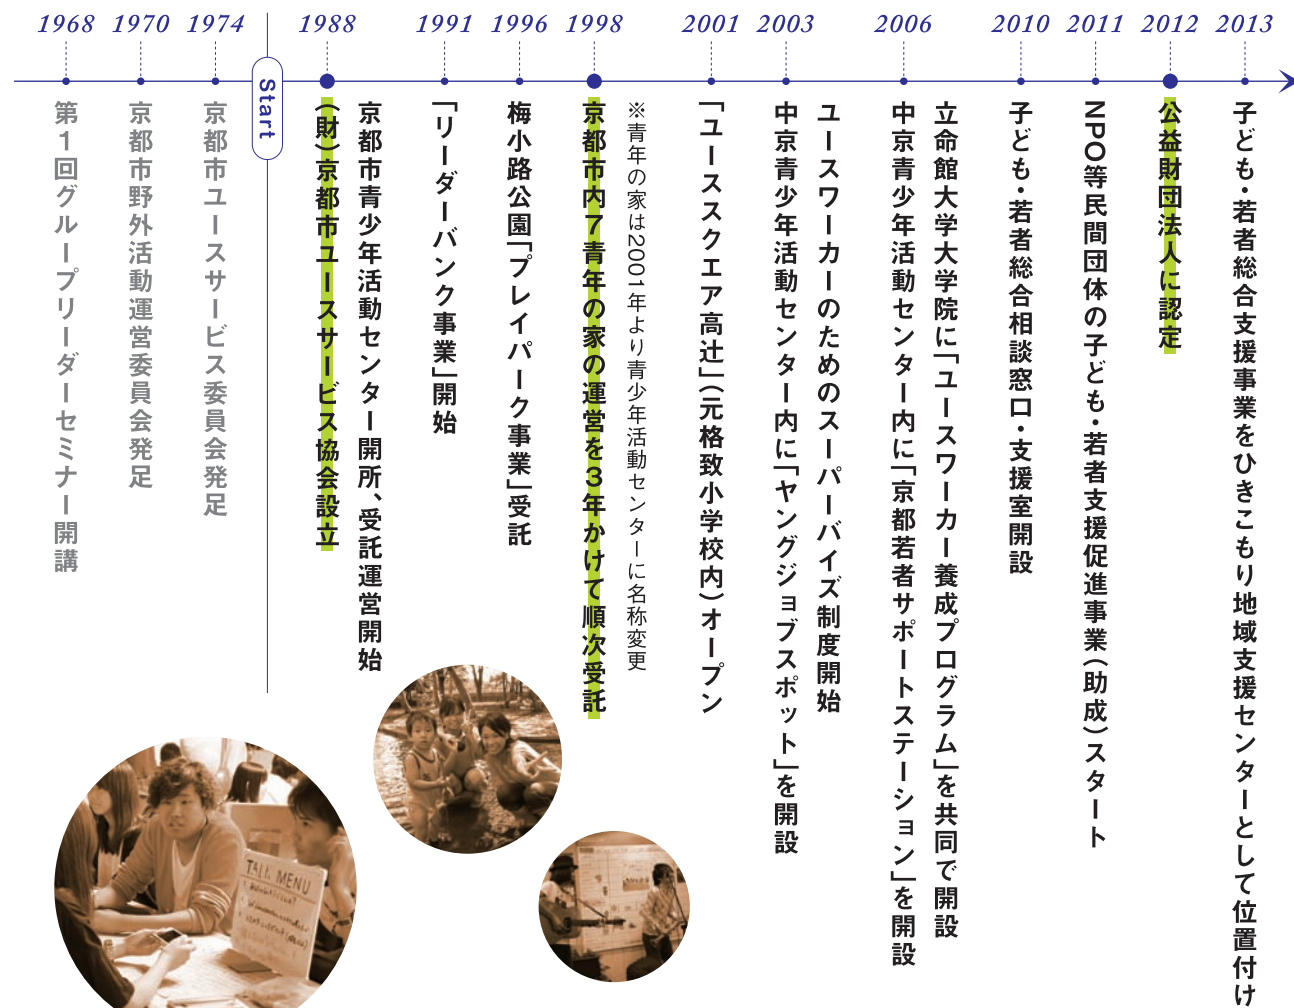 1968
第1回グループリーダーセミナー開講
1970
京都市野外活動運営委員会発足
1974
京都市ユースサービス委員会発足
Start
1988
（財）京都市ユースサービス協会設立
京都市青少年活動センター開所、受託運営開始
1991
「リーダーバンク事業」開始
1996
梅小路公園「プレイパーク事業」受託
1998
京都市内7青年の家の運営を3年かけて順次受託
※青年の家は2001年より青少年活動センターに名称変更
2001
「ユーススクエア高辻」（元格致小学校内）オープン
2003
中京青少年活動センター内に「ヤングジョブスポット」を開設
ユースワーカーのためのスーパーバイズ制度開始
2006
中京青少年活動センター内に「京都若者サポートステーション」を開設
立命館大学大学院に「ユースワーカー養成プログラム」を共同で開設
2010
子ども・若者総合相談窓口・支援室開設
2011
NPO等民間団体の子ども・若者支援促進事業（助成）スタート
2012
公益財団法人に認定
2013
子ども・若者総合支援事業をひきこもり地域支援センターとして位置付け
TALK MENU